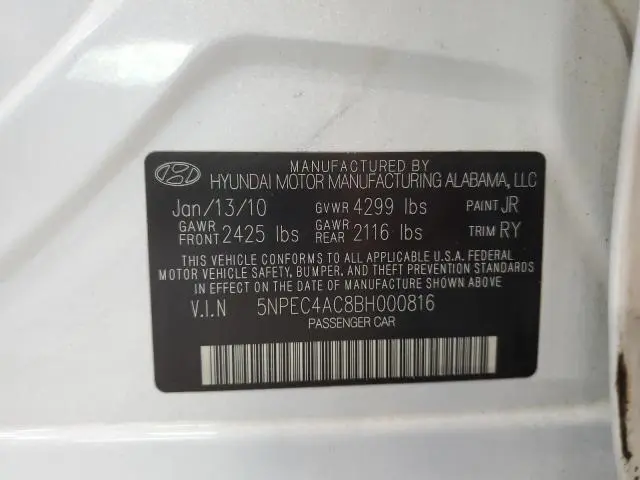 MANUFACTURED BY
HYUNDAI MOTOR MANUFACTURING ALABAMA, LLC
Jan/13/10 GVWR 4299 lbs PAINT JR
GAWR FRONT 2425 lbs GAWR REAR 2116 lbs TRIM RY
THIS VEHICLE CONFORMS TO ALL APPLICABLE U.S.A. FEDERAL
MOTOR VEHICLE SAFETY, BUMPER, AND THEFT PREVENTION STANDARDS
IN EFFECT ON THE DATE OF MANUFACTURE SHOWN ABOVE.
V.I.N 5NPEC4AC8BH000816
PASSENGER CAR